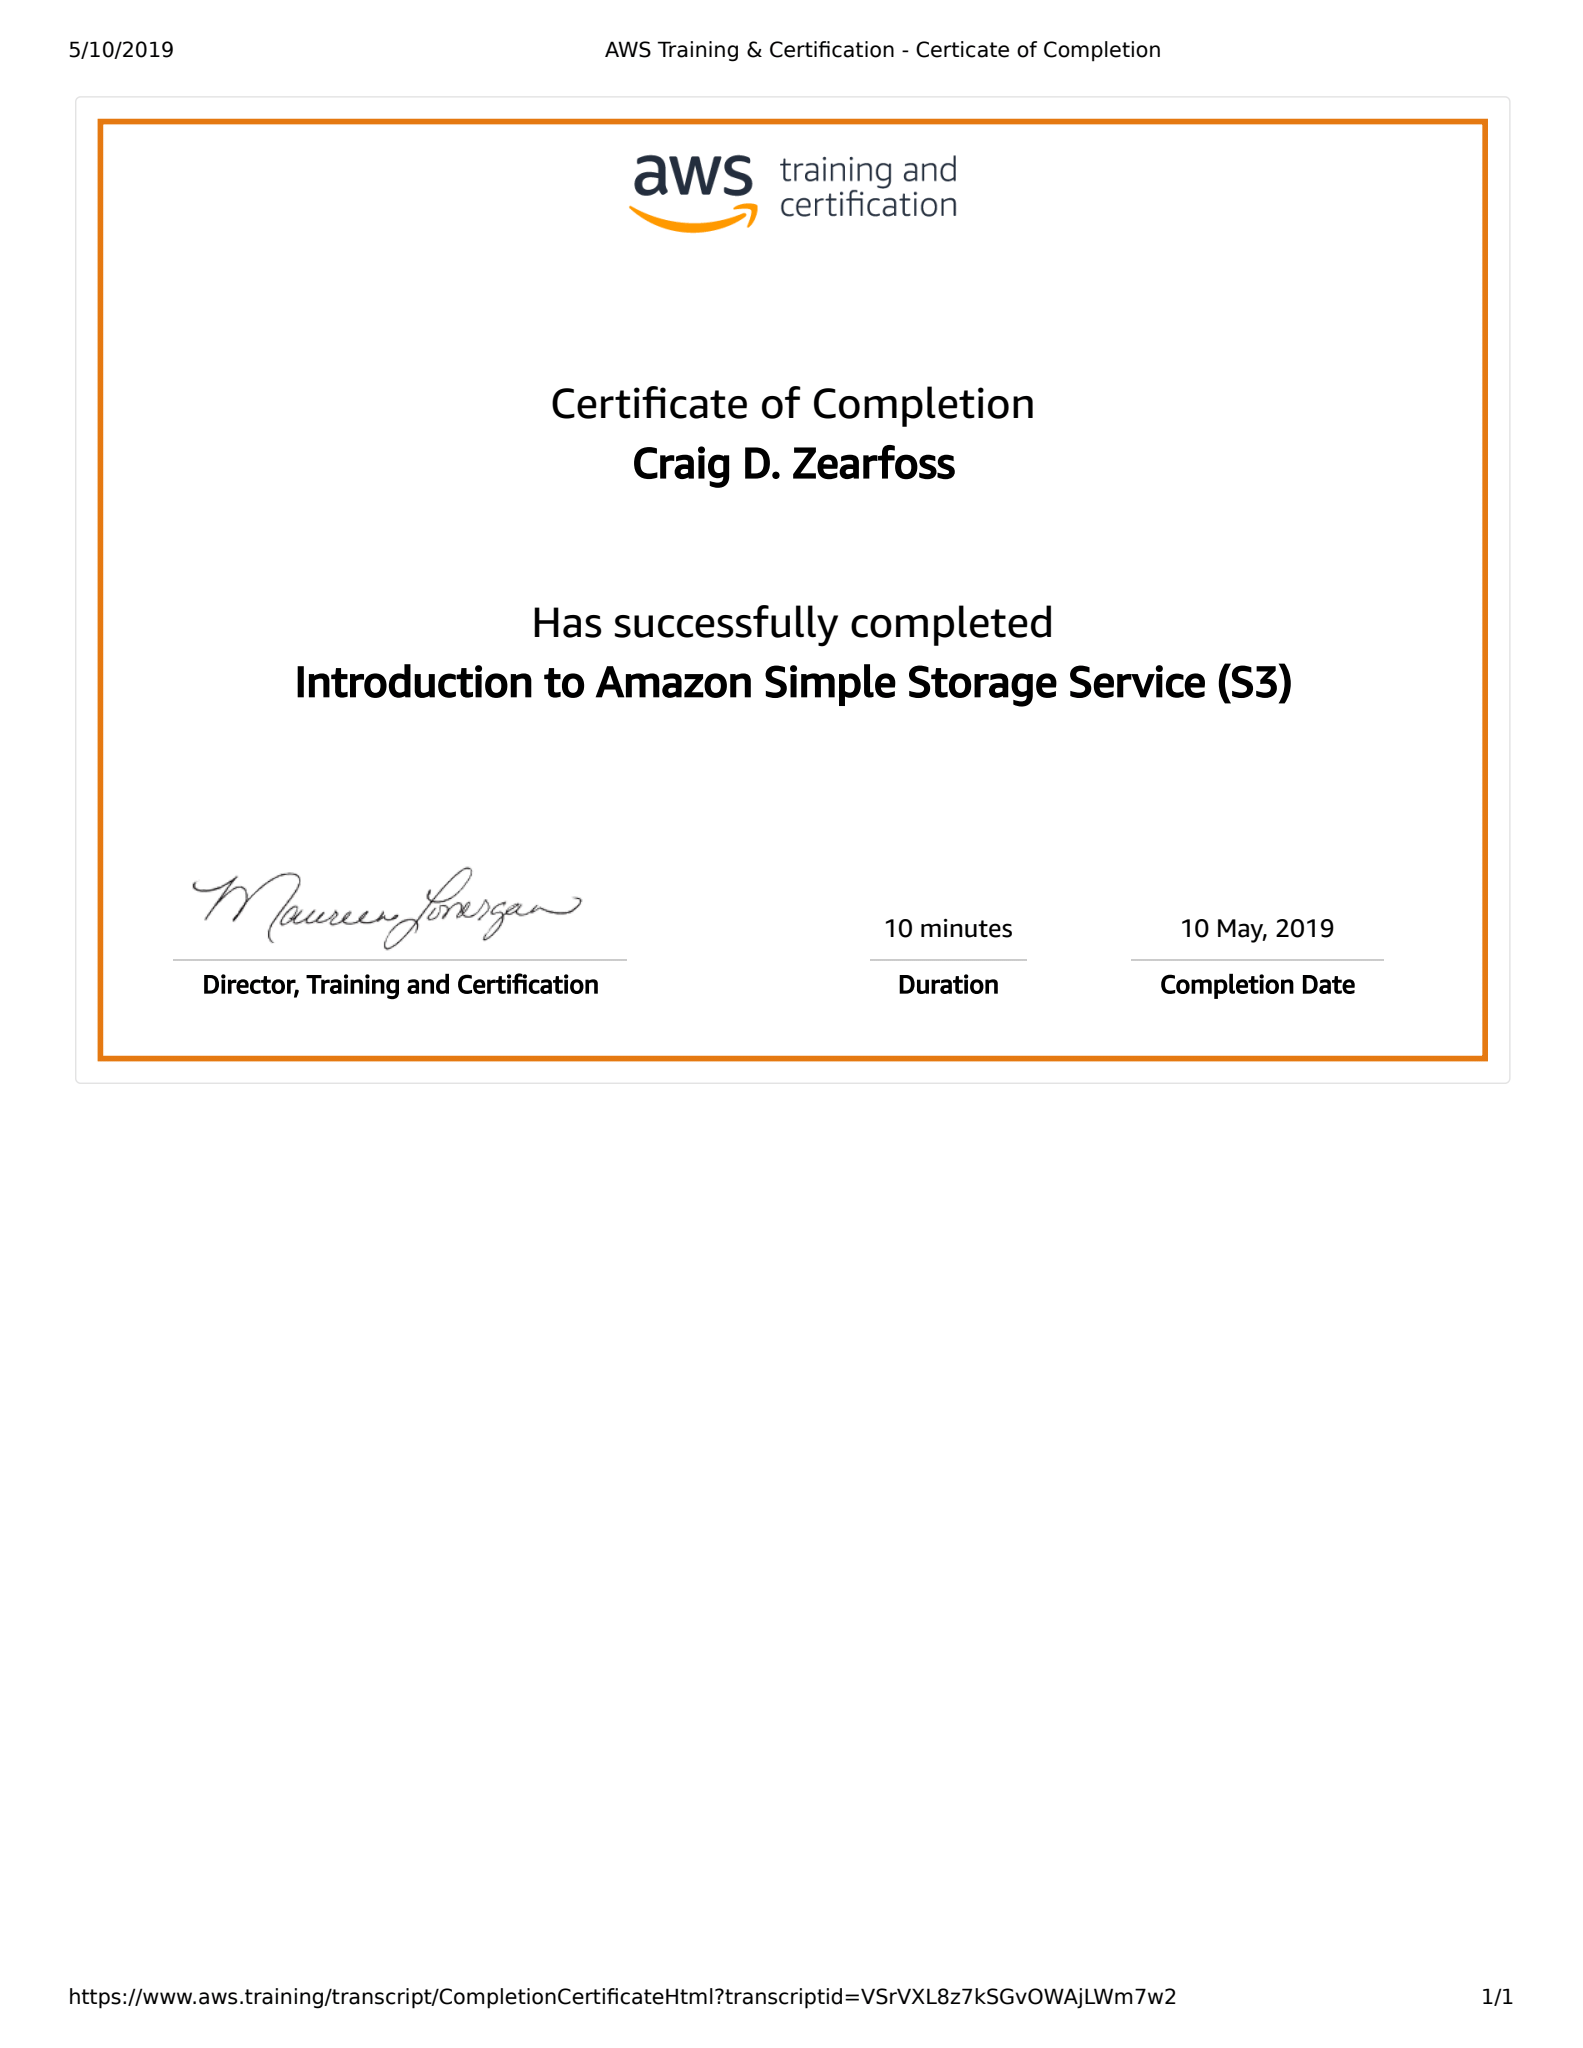 5/10/2019
AWS Training & Certification - Certicate of Completion
aws training and
certification
Certificate of Completion
Craig D. Zearfoss
Has successfully completed
Introduction to Amazon Simple Storage Service (S3)
Maureen Lonergan
10 minutes
10 May, 2019
Director, Training and Certification
Duration
Completion Date
https://www.aws.training/transcript/CompletionCertificateHtml?transcriptid=VSrVXL8z7kSGvOWAjLWm7w2
1/1